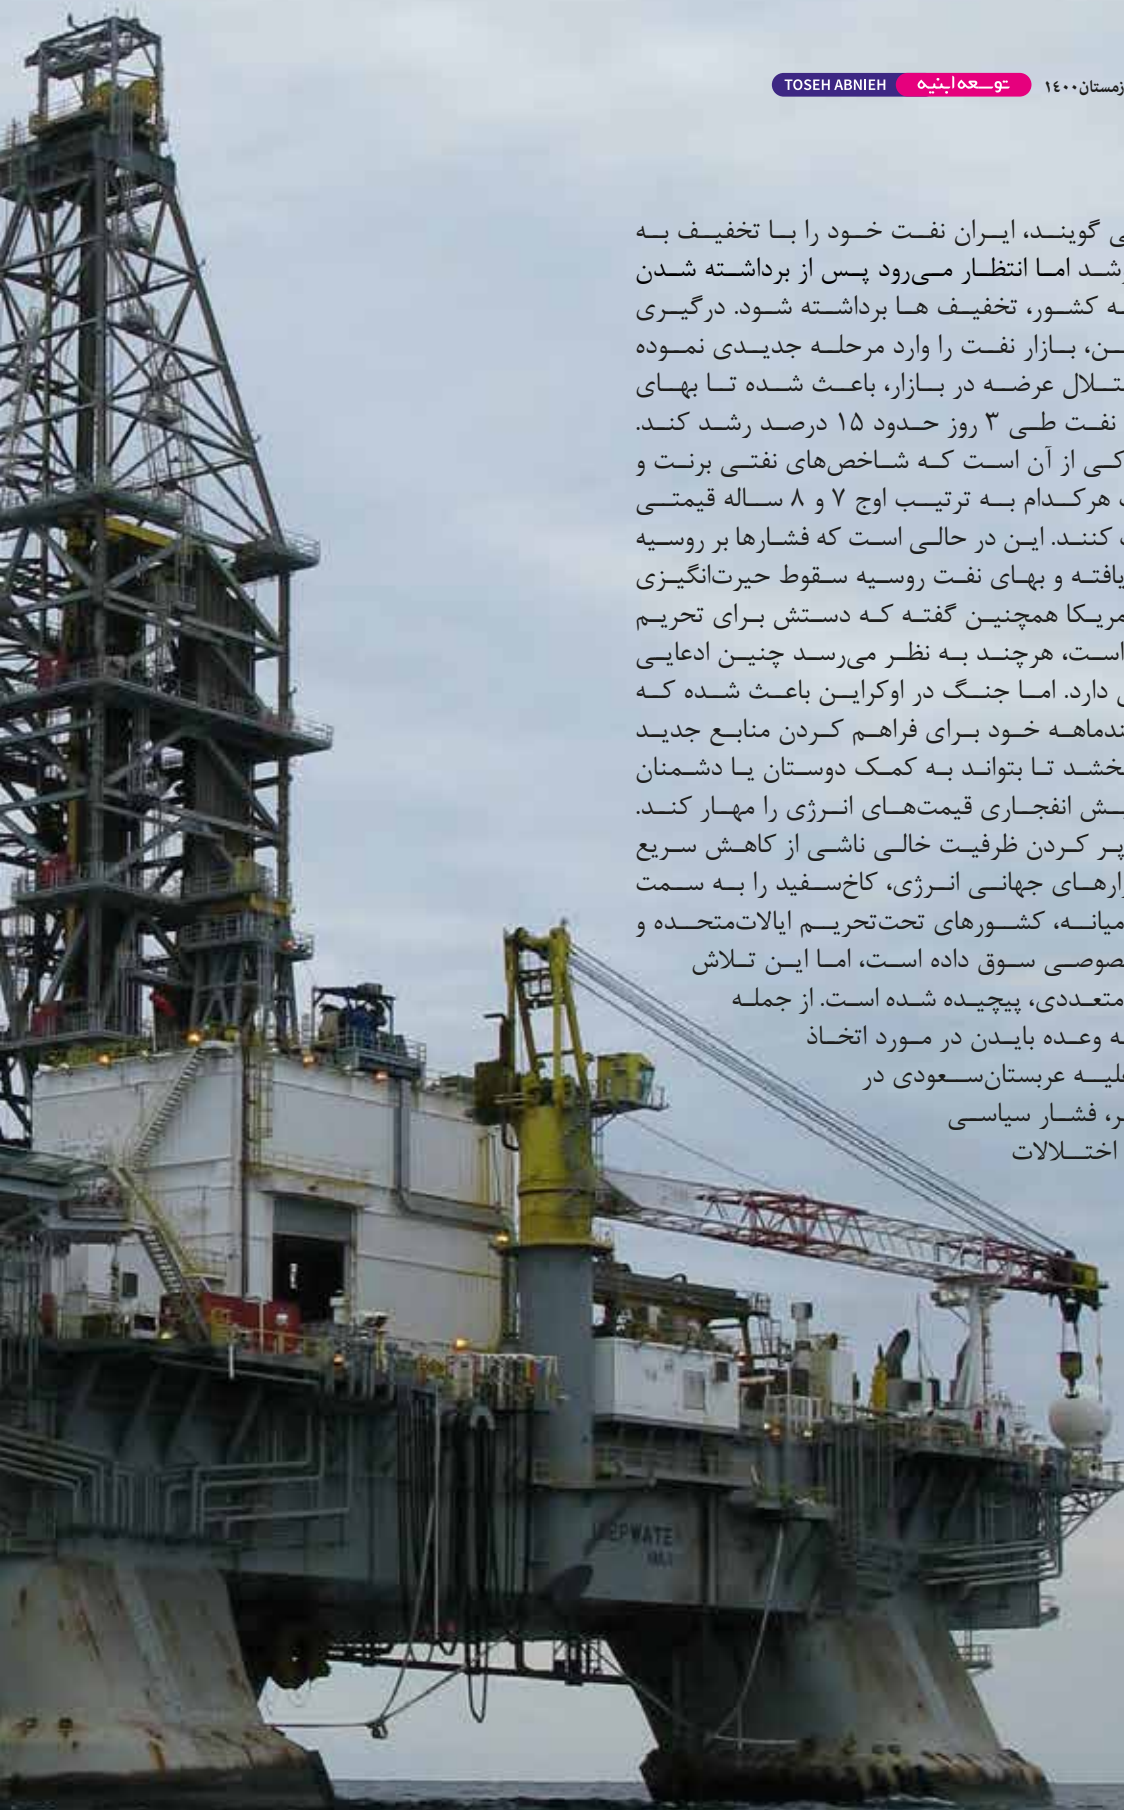 زمستان۱۴۰۰ توسعه ابنیه TOSEH ABNIEH
ی گویند، ایران نفت خود را با تخفیف به
شد اما انتظار می‌رود پس از برداشته شدن
ه کشور، تخفیف ها برداشته شود. درگیری
ن، بازار نفت را وارد مرحله جدیدی نموده
تلال عرضه در بازار، باعث شده تا بهای
نفت طی ۳ روز حدود ۱۵ درصد رشد کند.
کی از آن است که شاخص‌های نفتی برنت و
هرکدام به ترتیب اوج ۷ و ۸ ساله قیمتی
کنند. این در حالی است که فشارها بر روسیه
یافته و بهای نفت روسیه سقوط حیرت‌انگیزی
مریکا همچنین گفته که دستش برای تحریم
است، هرچند به نظر می‌رسد چنین ادعایی
دارد. اما جنگ در اوکراین باعث شده که
ندماهه خود برای فراهم کردن منابع جدید
خشد تا بتواند به کمک دوستان یا دشمنان
ش انفجاری قیمت‌های انرژی را مهار کند.
پر کردن ظرفیت خالی ناشی از کاهش سریع
زارهای جهانی انرژی، کاخ‌سفید را به سمت
میانه، کشورهای تحت‌تحریم ایالات‌متحده و
صوصی سوق داده است، اما این تلاش
متعددی، پیچیده شده است. از جمله
ه وعده بایدن در مورد اتخاذ
لیه عربستان‌سعودی در
ر، فشار سیاسی
اختلالات
DEEPWATER